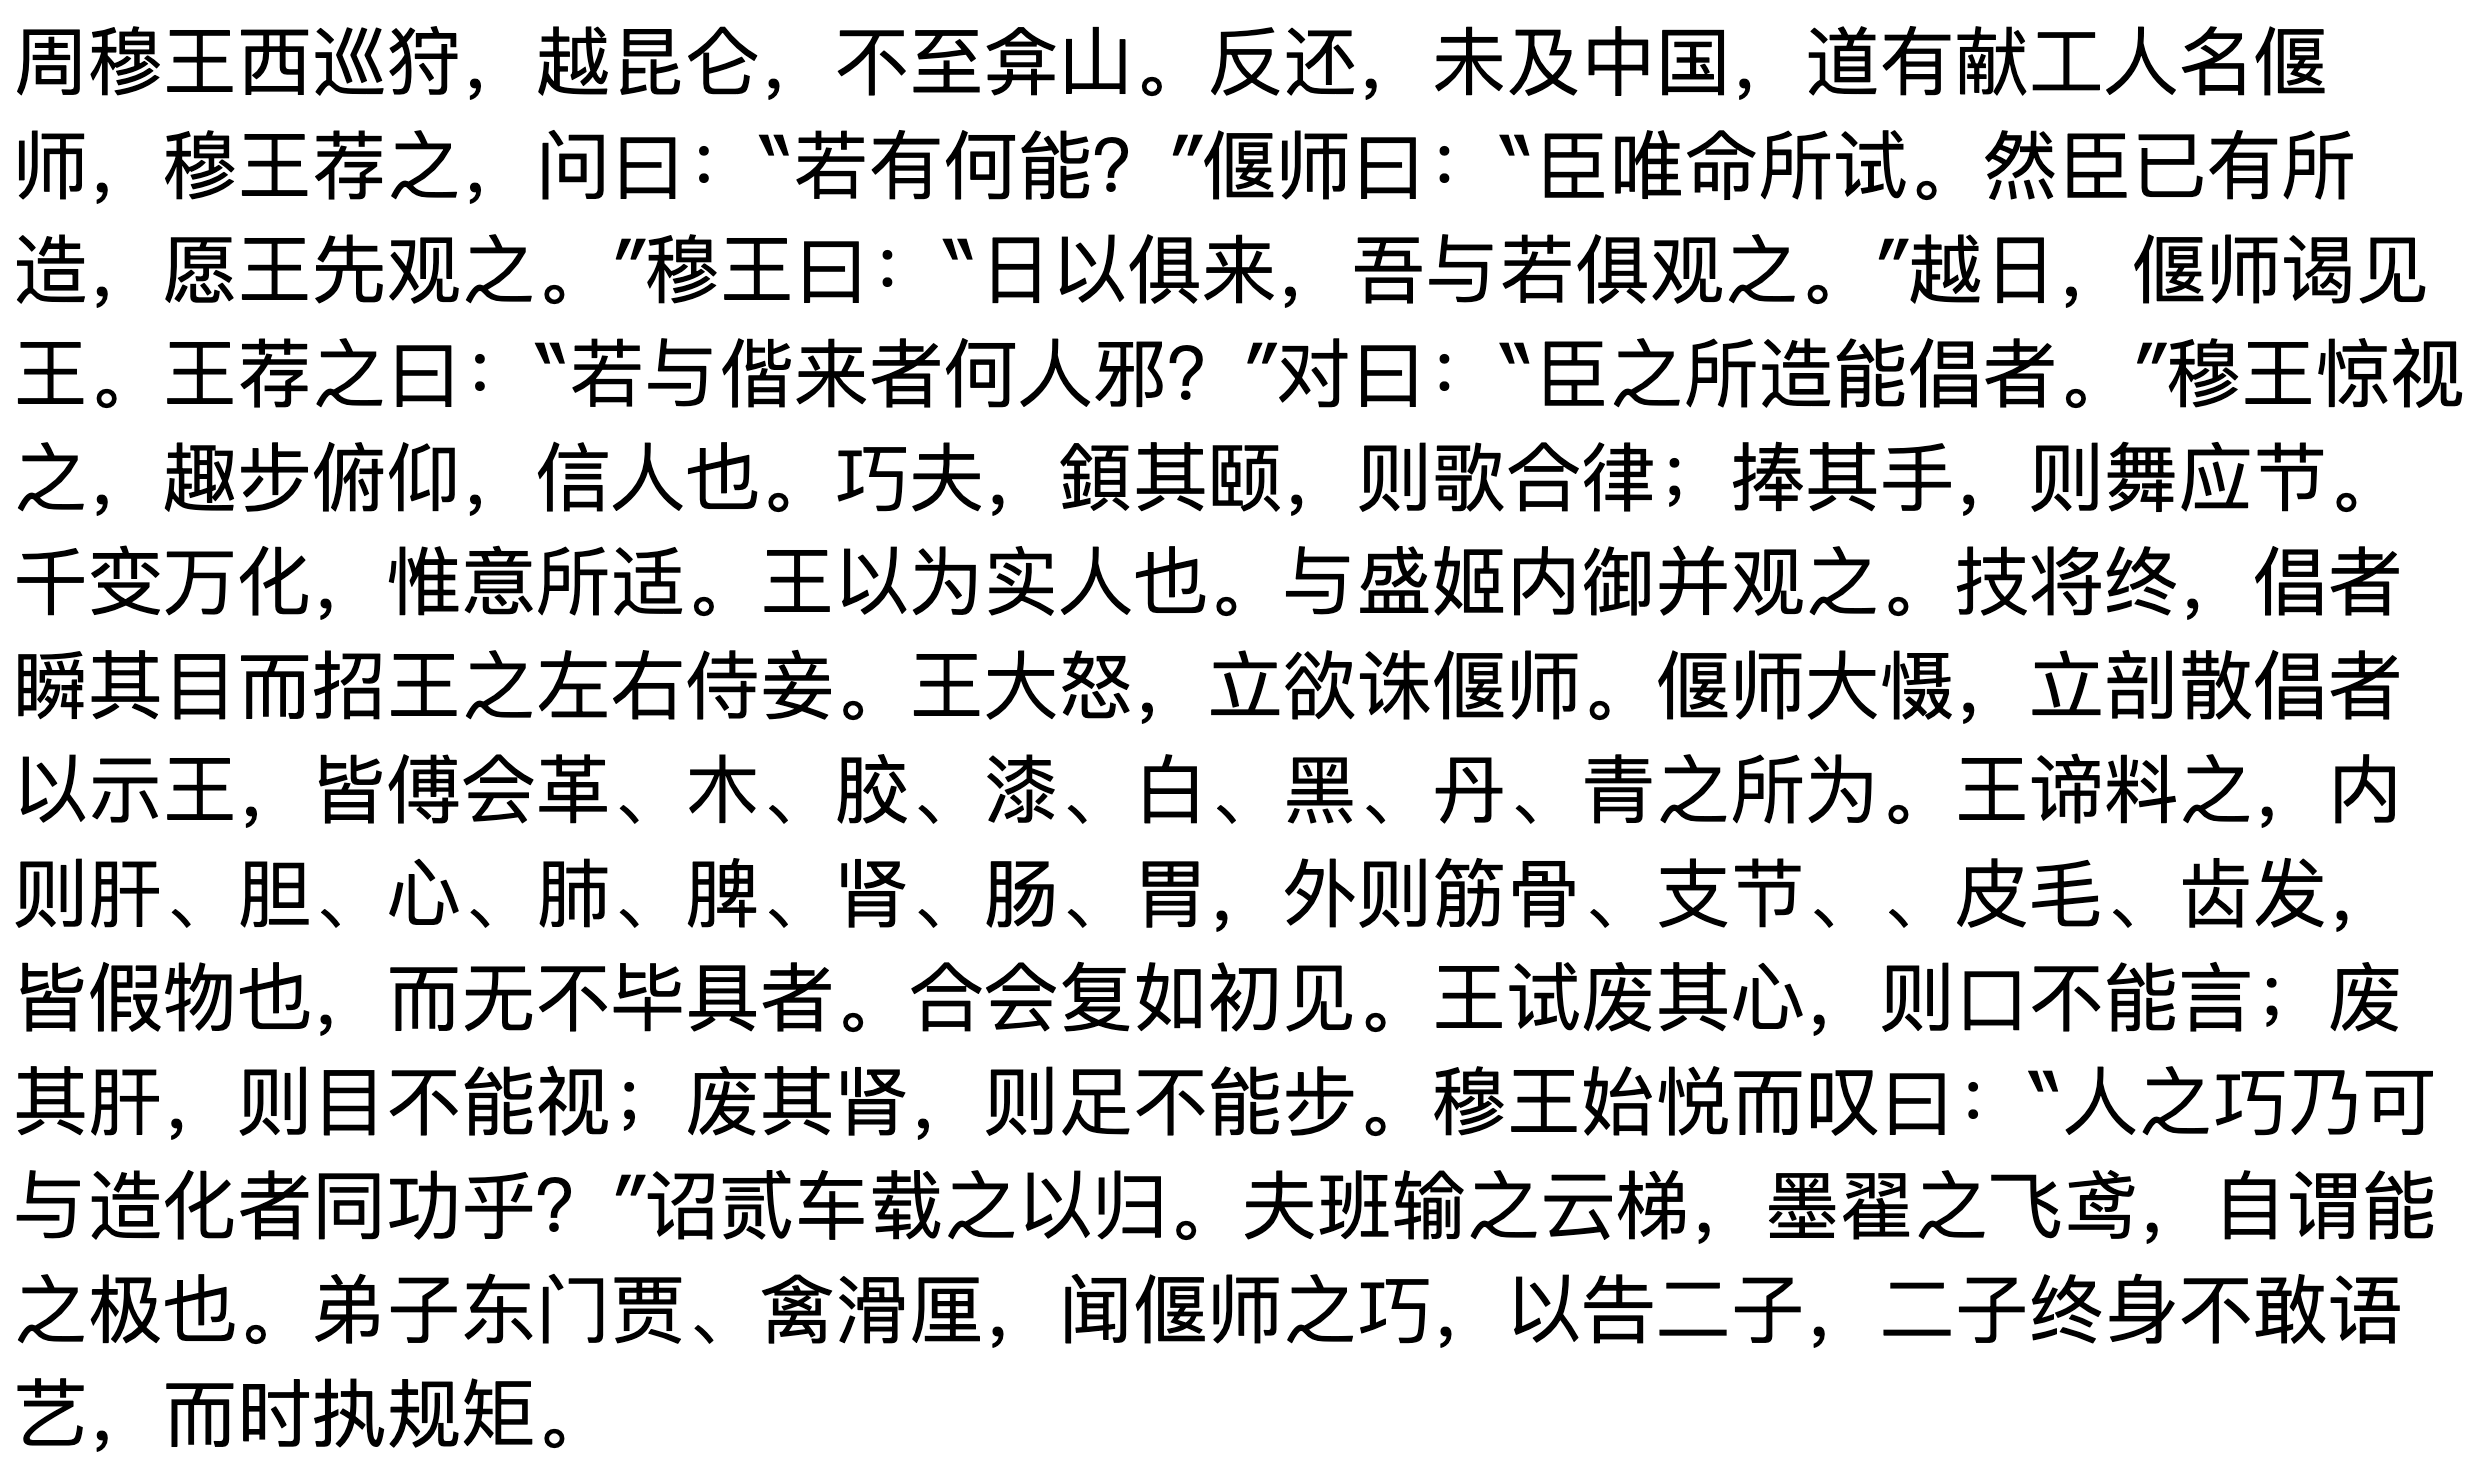 周穆王西巡狩，越昆仑，不至弇山。反还，未及中国，道有献工人名偃
师，穆王荐之，问曰：“若有何能？”偃师曰：“臣唯命所试。然臣已有所
造，愿王先观之。”穆王曰：“日以俱来，吾与若俱观之。”越日，偃师谒见
王。王荐之曰：“若与偕来者何人邪？”对曰：“臣之所造能倡者。”穆王惊视
之，趣步俯仰，信人也。巧夫，顉其颐，则歌合律；捧其手，则舞应节。
千变万化，惟意所适。王以为实人也。与盛姬内御并观之。技将终，倡者
瞬其目而招王之左右侍妾。王大怒，立欲诛偃师。偃师大慑，立剖散倡者
以示王，皆傅会革、木、胶、漆、白、黑、丹、青之所为。王谛料之，内
则肝、胆、心、肺、脾、肾、肠、胃，外则筋骨、支节、、皮毛、齿发，
皆假物也，而无不毕具者。合会复如初见。王试废其心，则口不能言；废
其肝，则目不能视；废其肾，则足不能步。穆王始悦而叹曰：“人之巧乃可
与造化者同功乎？”诏贰车载之以归。夫班输之云梯，墨翟之飞鸢，自谓能
之极也。弟子东门贾、禽滑厘，闻偃师之巧，以告二子，二子终身不敢语
艺，而时执规矩。